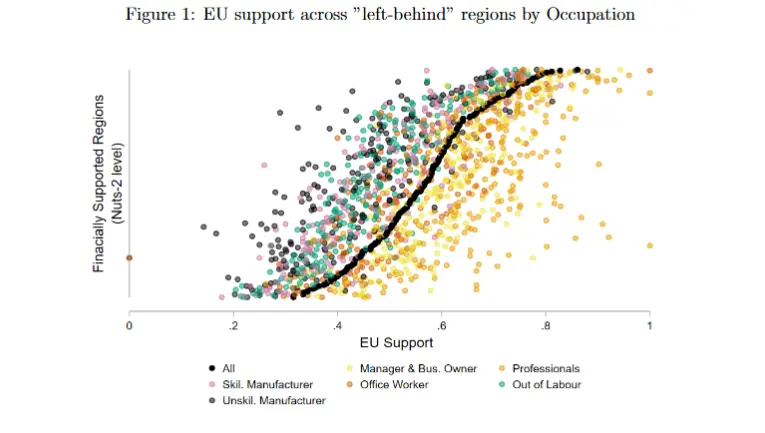 Figure 1: EU support across "left-behind" regions by Occupation
Finacially Supported Regions
(Nuts-2 level)
0 .2 .4 .6 .8 1
EU Support
All Manager & Bus. Owner Professionals
Skil. Manufacturer Office Worker Out of Labour
Unskil. Manufacturer